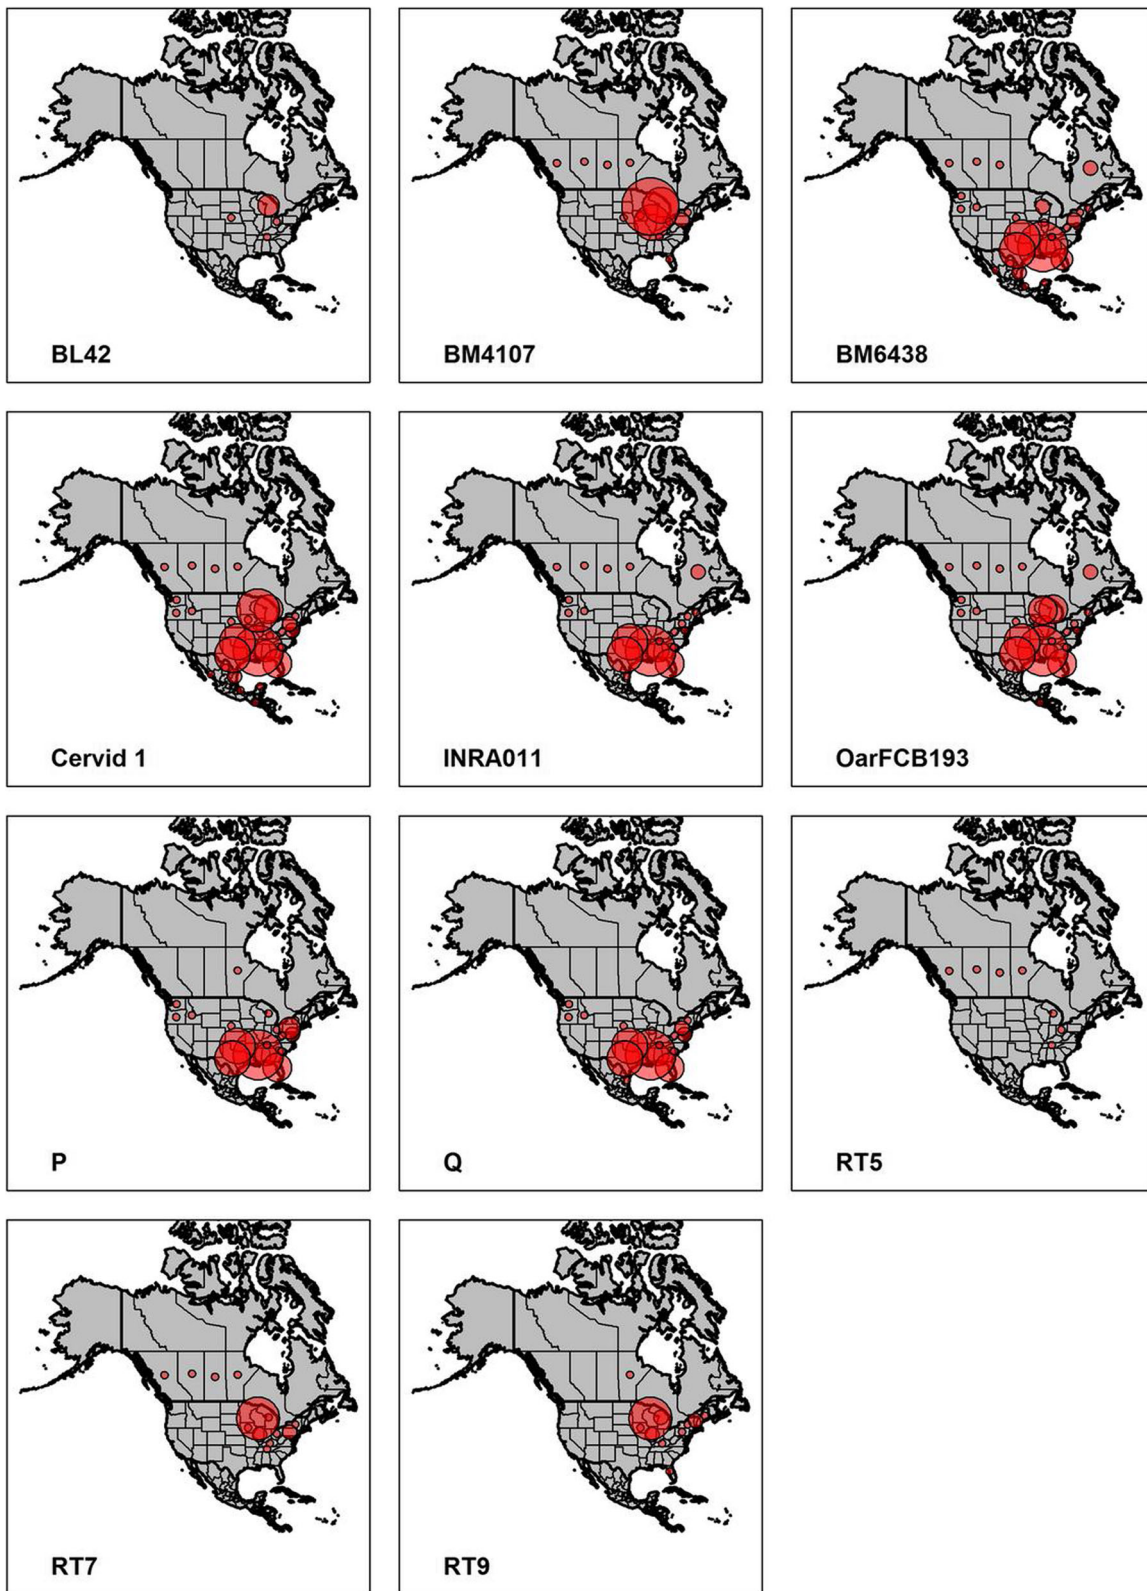 BL42
BM4107
BM6438
Cervid 1
INRA011
OarFCB193
P
Q
RT5
RT7
RT9